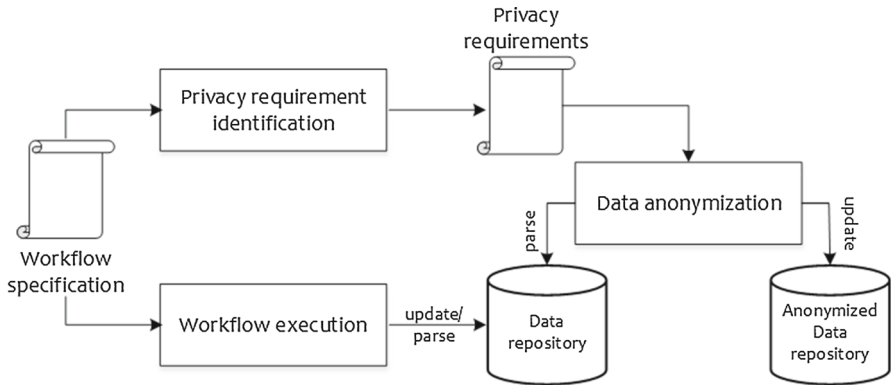 Privacy
requirements
Privacy requirement
identification
Data anonymization
parse
update
Workflow
specification
Workflow execution
update/
parse
Data
repository
Anonymized
Data
repository